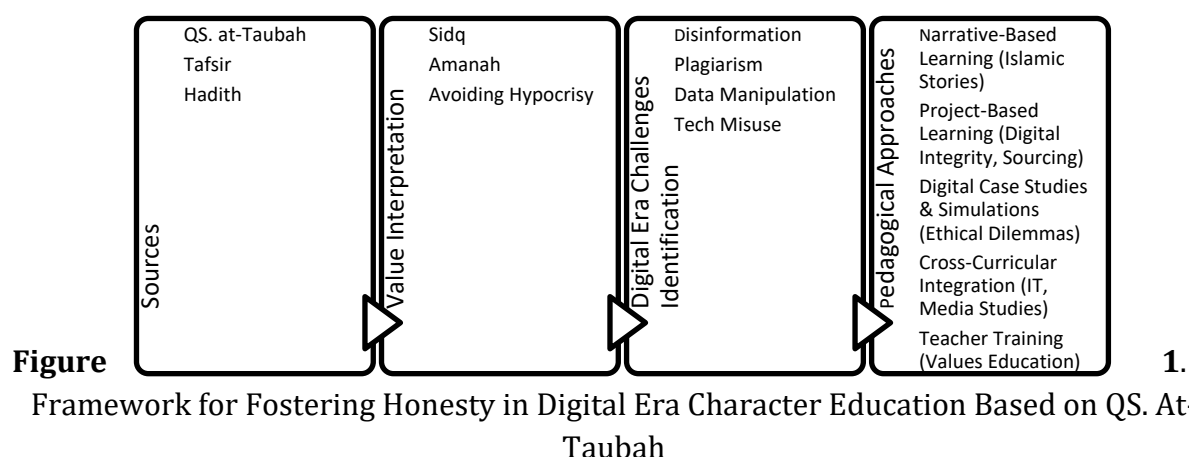 Sources
QS. at-Taubah
Tafsir
Hadith
Value Interpretation
Sidq
Amanah
Avoiding Hypocrisy
Digital Era Challenges
Identification
Disinformation
Plagiarism
Data Manipulation
Tech Misuse
Pedagogical Approaches
Narrative-Based
Learning (Islamic
Stories)
Project-Based
Learning (Digital
Integrity, Sourcing)
Digital Case Studies
& Simulations
(Ethical Dilemmas)
Cross-Curricular
Integration (IT,
Media Studies)
Teacher Training
(Values Education)
Figure 1.
Framework for Fostering Honesty in Digital Era Character Education Based on QS. At-
Taubah